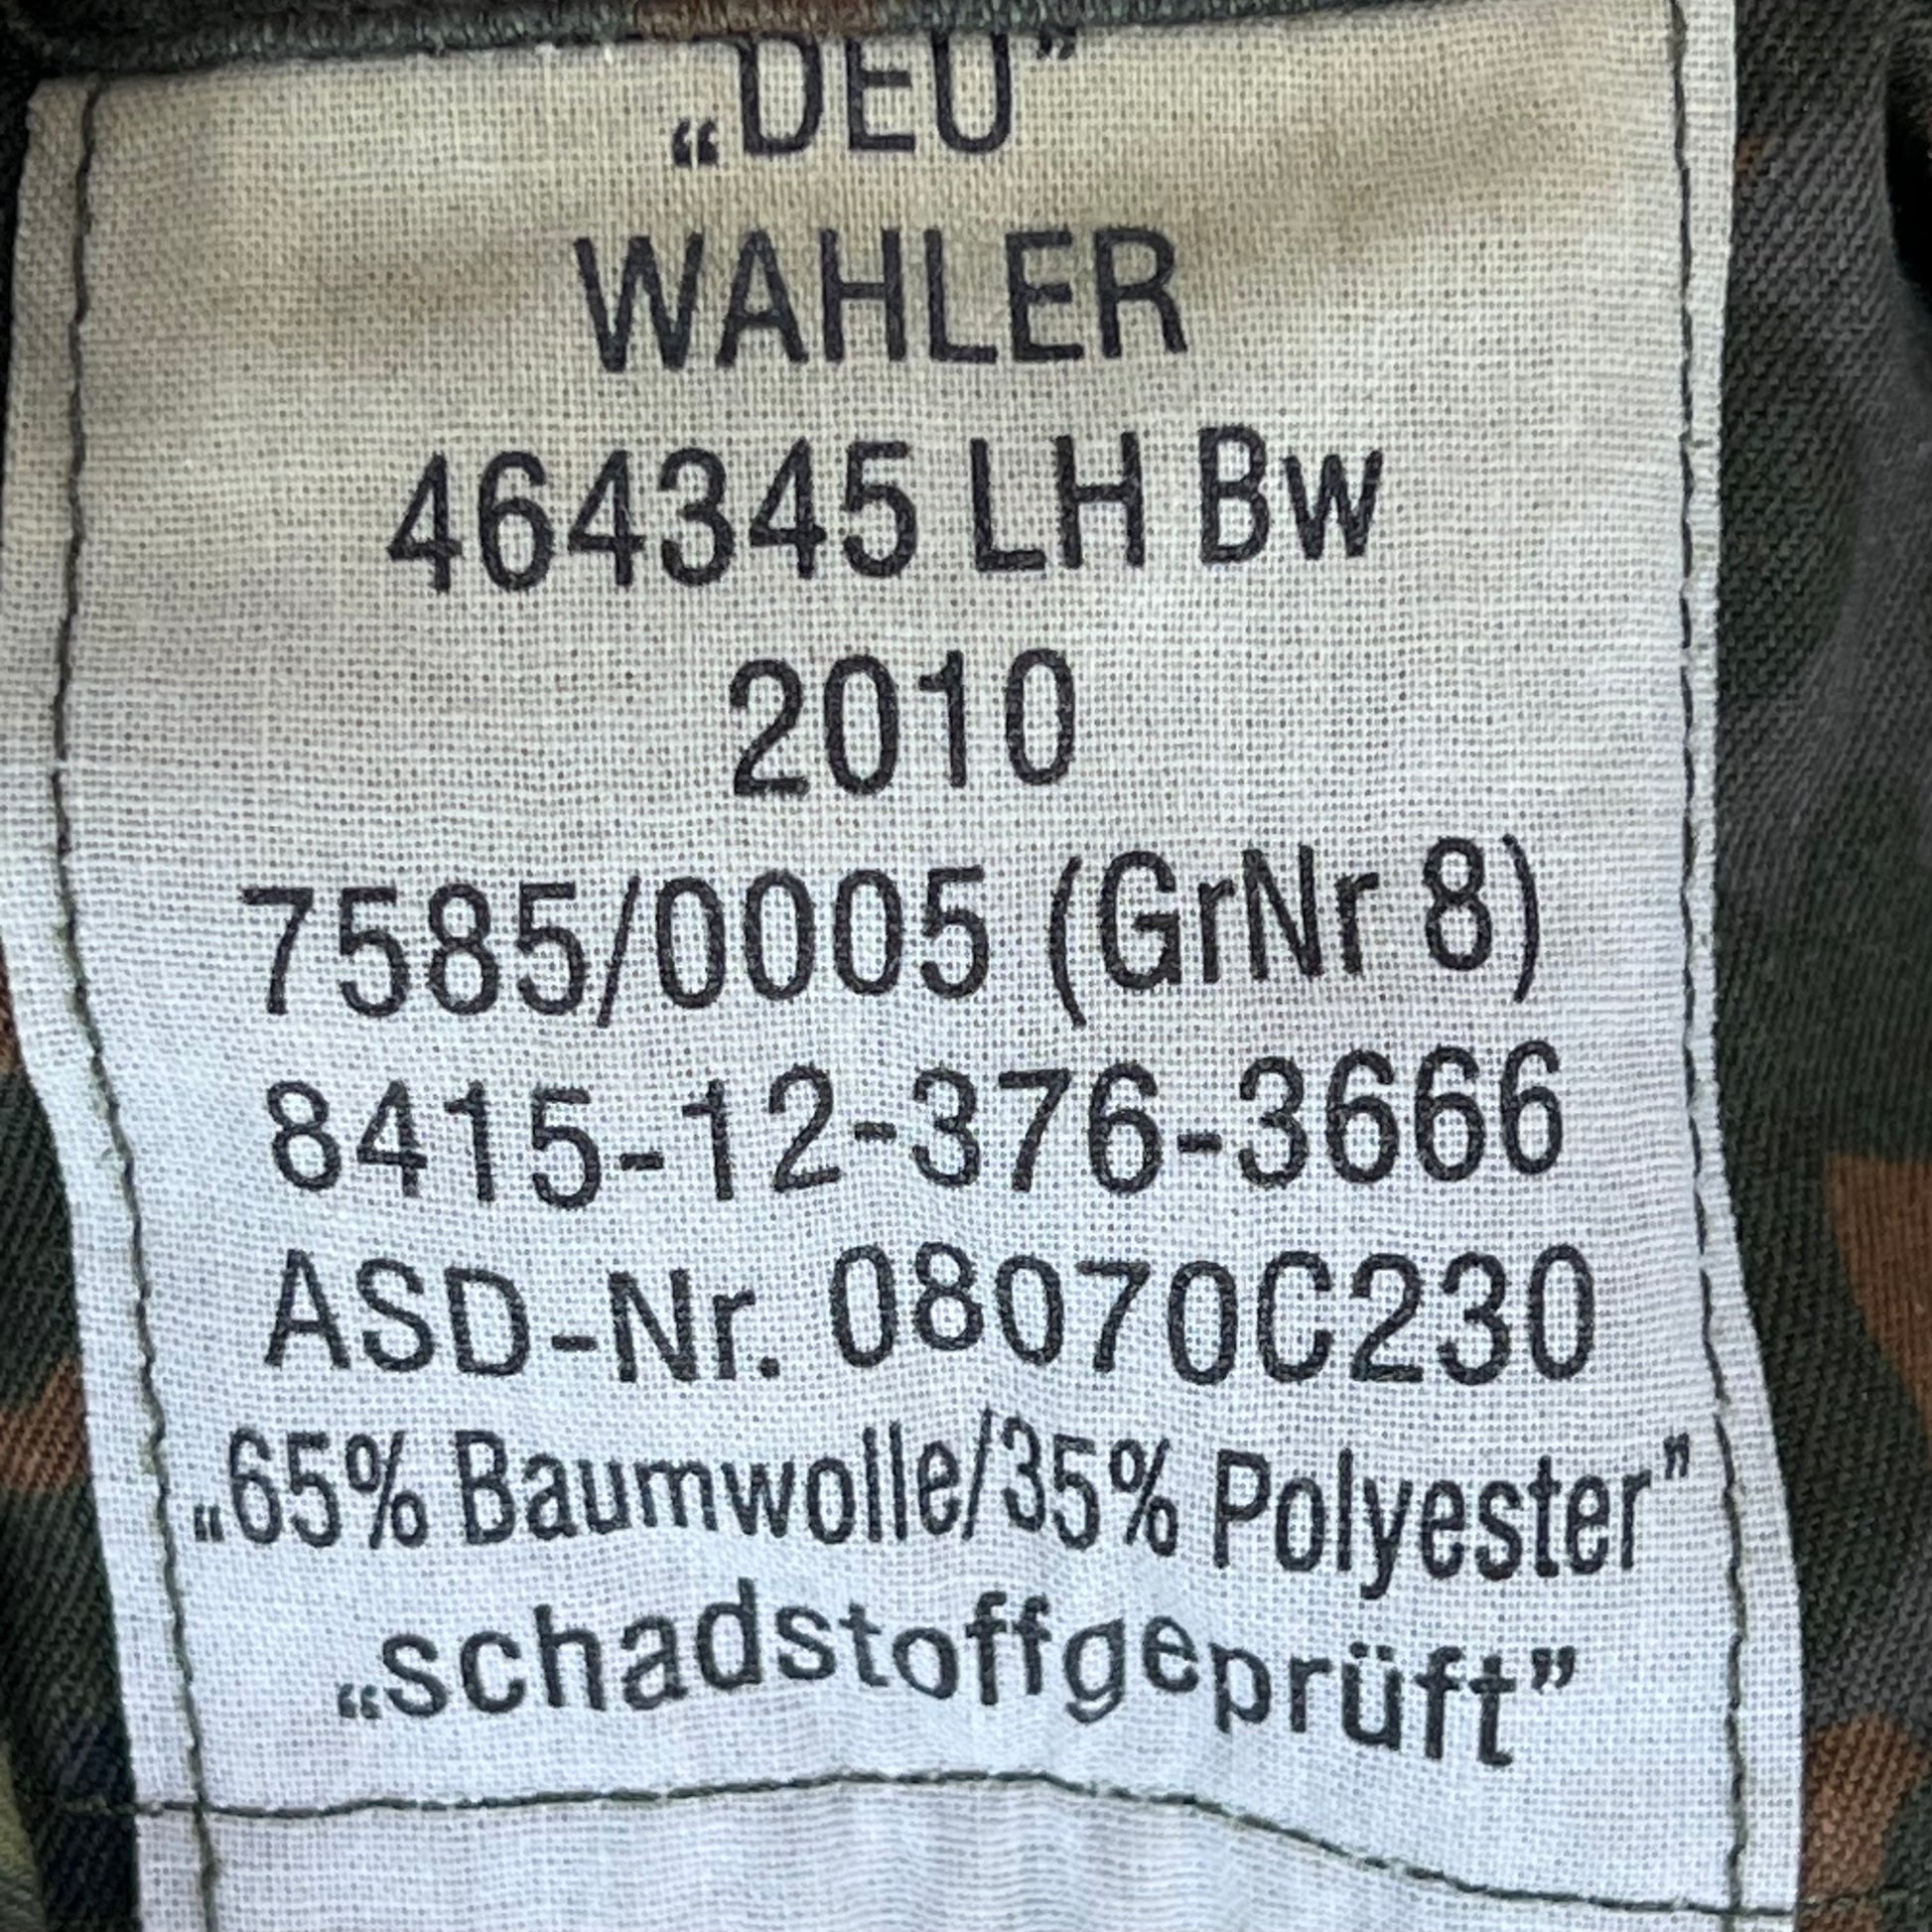 „DEU”
WAHLER
464345 LH Bw
2010
7585/0005 (GrNr 8)
8415-12-376-3666
ASD-Nr. 08070C230
„65% Baumwolle/35% Polyester”
„schadstoffgeprüft”